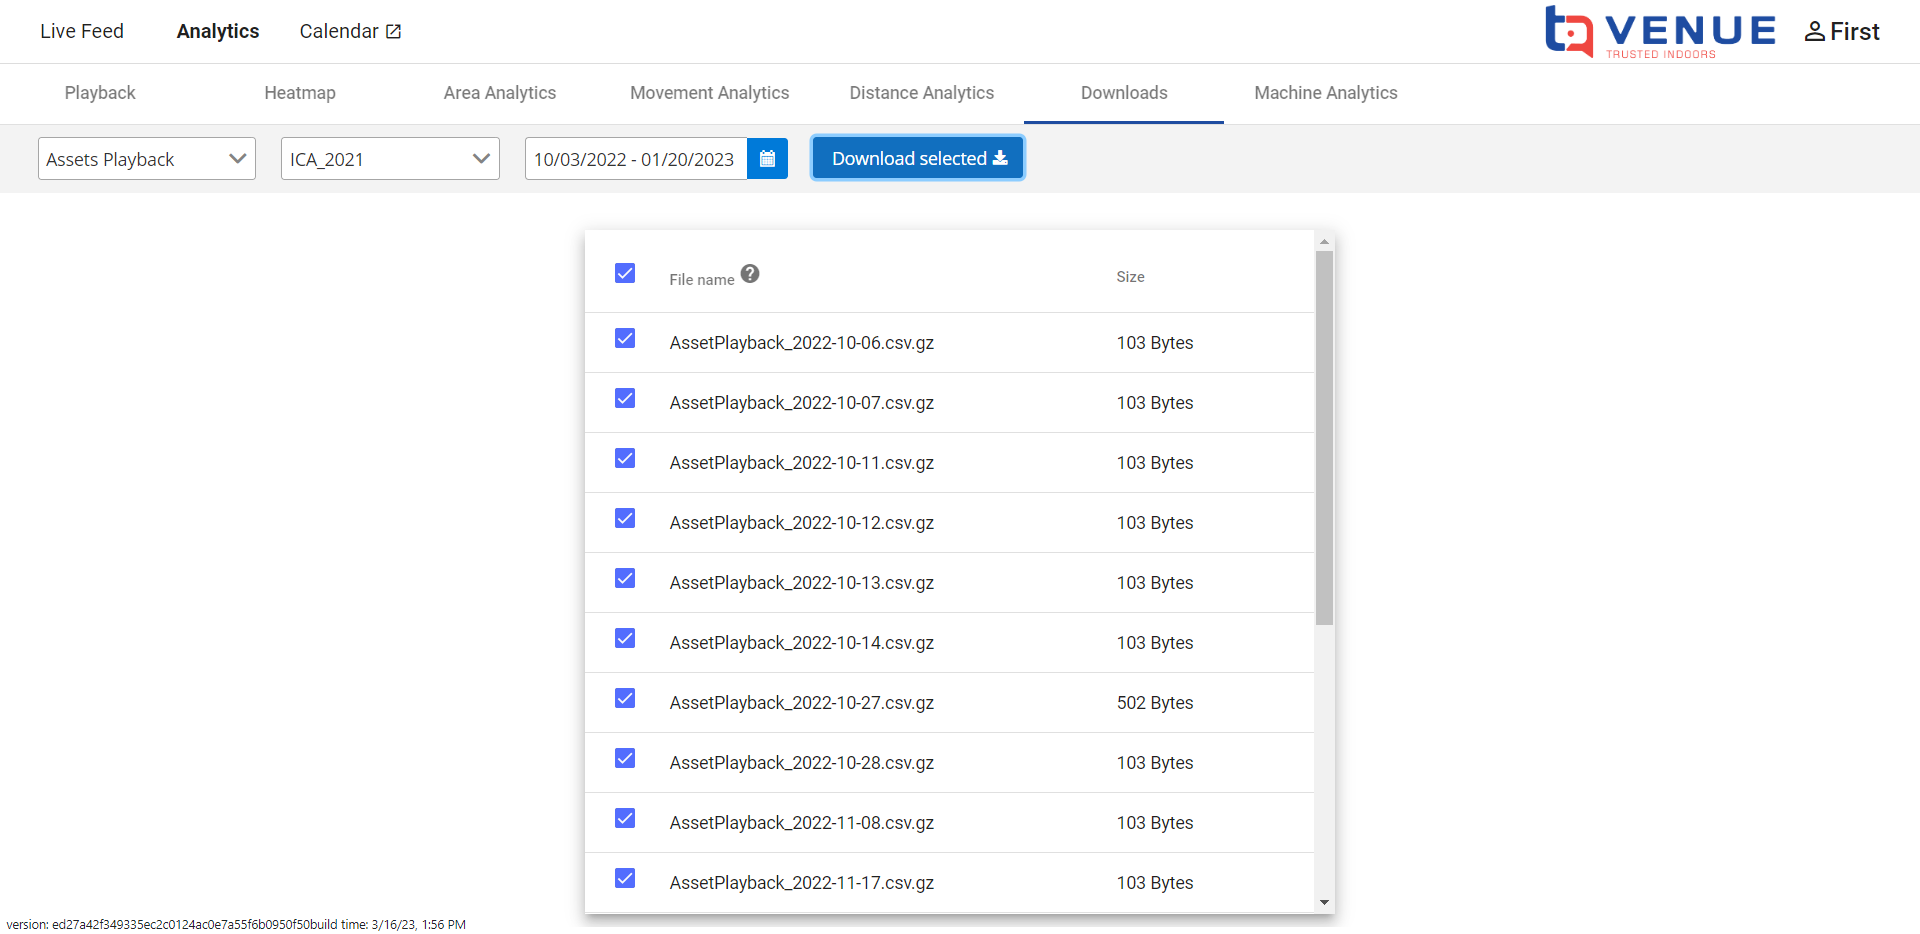 Live Feed Analytics Calendar
VENUE
TRUSTED INDOORS
First
Playback Heatmap Area Analytics Movement Analytics Distance Analytics Downloads Machine Analytics
Assets Playback ICA_2021 10/03/2022 - 01/20/2023 Download selected
File name ? Size
AssetPlayback_2022-10-06.csv.gz 103 Bytes
AssetPlayback_2022-10-07.csv.gz 103 Bytes
AssetPlayback_2022-10-11.csv.gz 103 Bytes
AssetPlayback_2022-10-12.csv.gz 103 Bytes
AssetPlayback_2022-10-13.csv.gz 103 Bytes
AssetPlayback_2022-10-14.csv.gz 103 Bytes
AssetPlayback_2022-10-27.csv.gz 502 Bytes
AssetPlayback_2022-10-28.csv.gz 103 Bytes
AssetPlayback_2022-11-08.csv.gz 103 Bytes
AssetPlayback_2022-11-17.csv.gz 103 Bytes
version: ed27a42f349335ec2c0124ac0e7a55f6b0950f50build time: 3/16/23, 1:56 PM